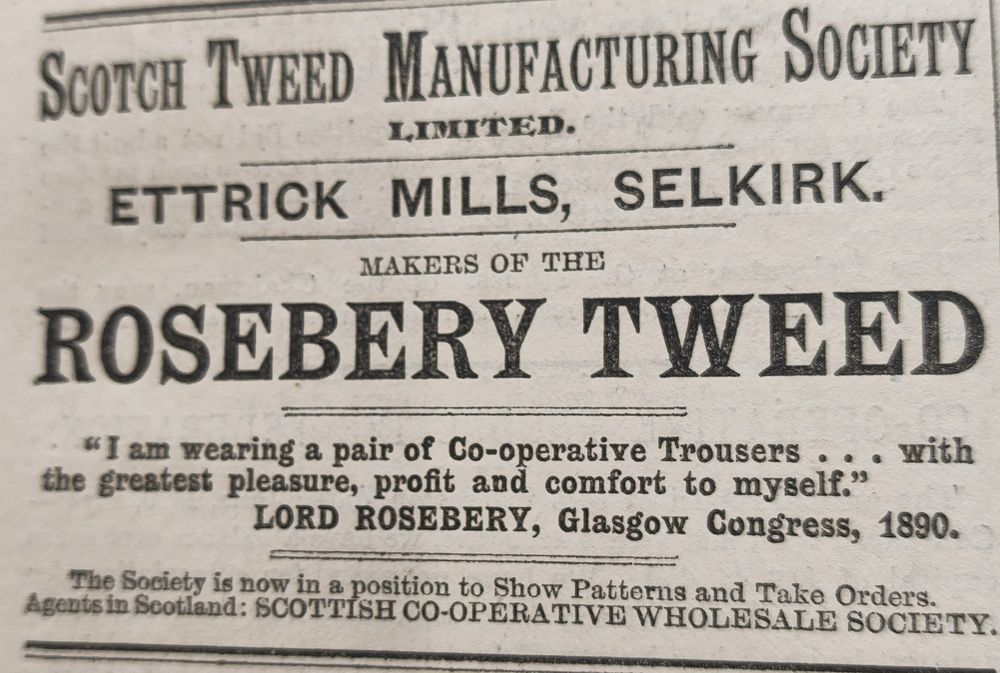 SCOTCH TWEED MANUFACTURING SOCIETY
LIMITED.
ETTRICK MILLS, SELKIRK.
MAKERS OF THE
ROSEBERY TWEED
“I am wearing a pair of Co-operative Trousers . . . with
the greatest pleasure, profit and comfort to myself.”
LORD ROSEBERY, Glasgow Congress, 1890.
The Society is now in a position to Show Patterns and Take Orders.
Agents in Scotland: SCOTTISH CO-OPERATIVE WHOLESALE SOCIETY.